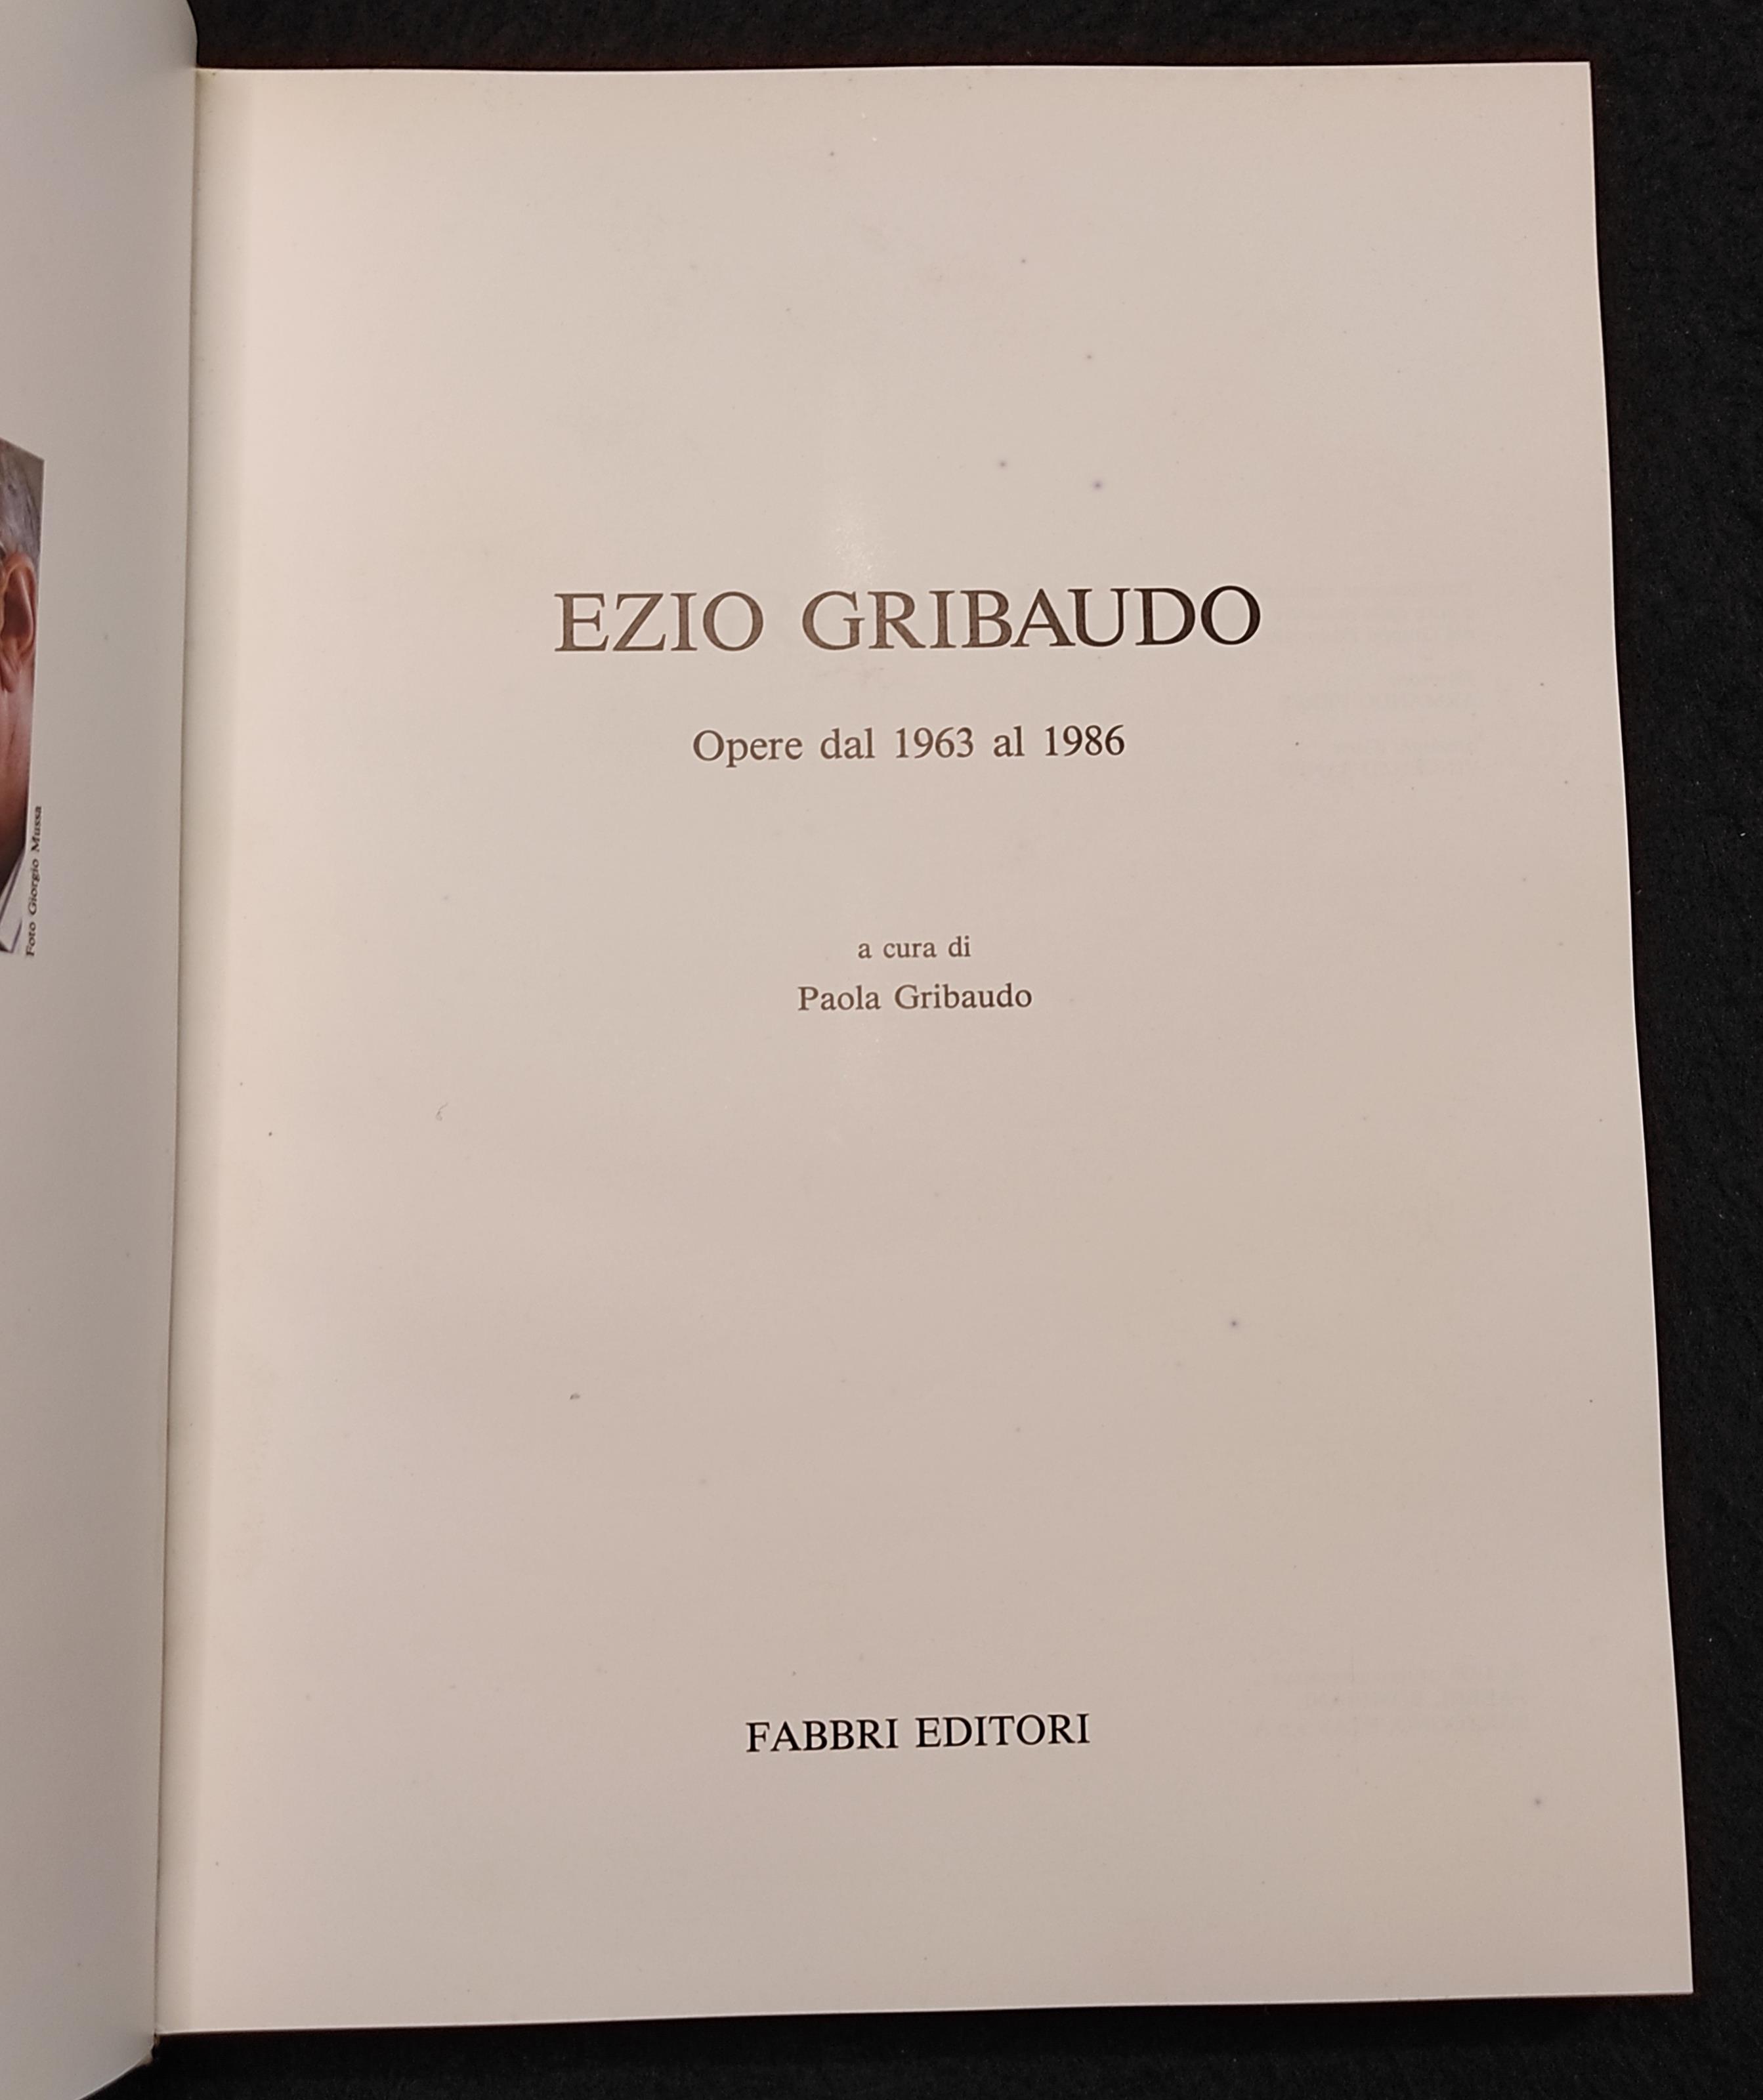 Foto Giorgio Mussa
EZIO GRIBAUDO
Opere dal 1963 al 1986
a cura di
Paola Gribaudo
FABBRI EDITORI